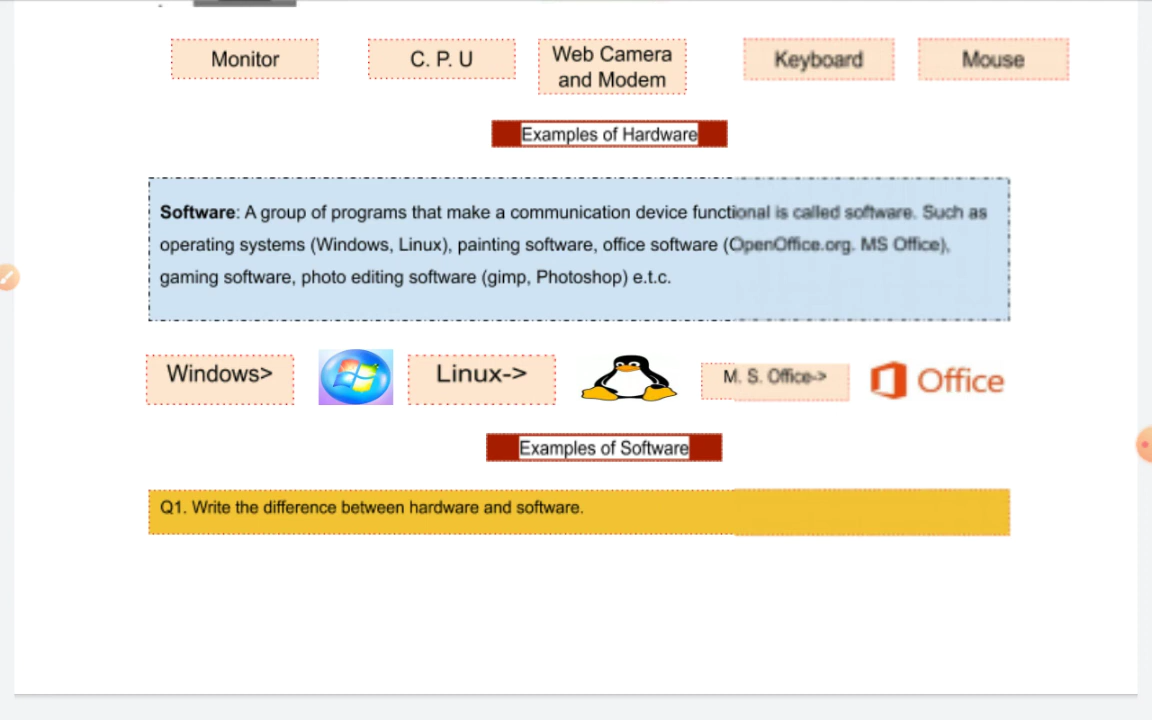 Monitor
C. P. U
Web Camera
and Modem
Keyboard
Mouse
Examples of Hardware
Software: A group of programs that make a communication device functional is called software. Such as
operating systems (Windows, Linux), painting software, office software (OpenOffice.org. MS Office),
gaming software, photo editing software (gimp, Photoshop) e.t.c.
Windows>
Linux->
M. S. Office->
Office
Examples of Software
Q1. Write the difference between hardware and software.